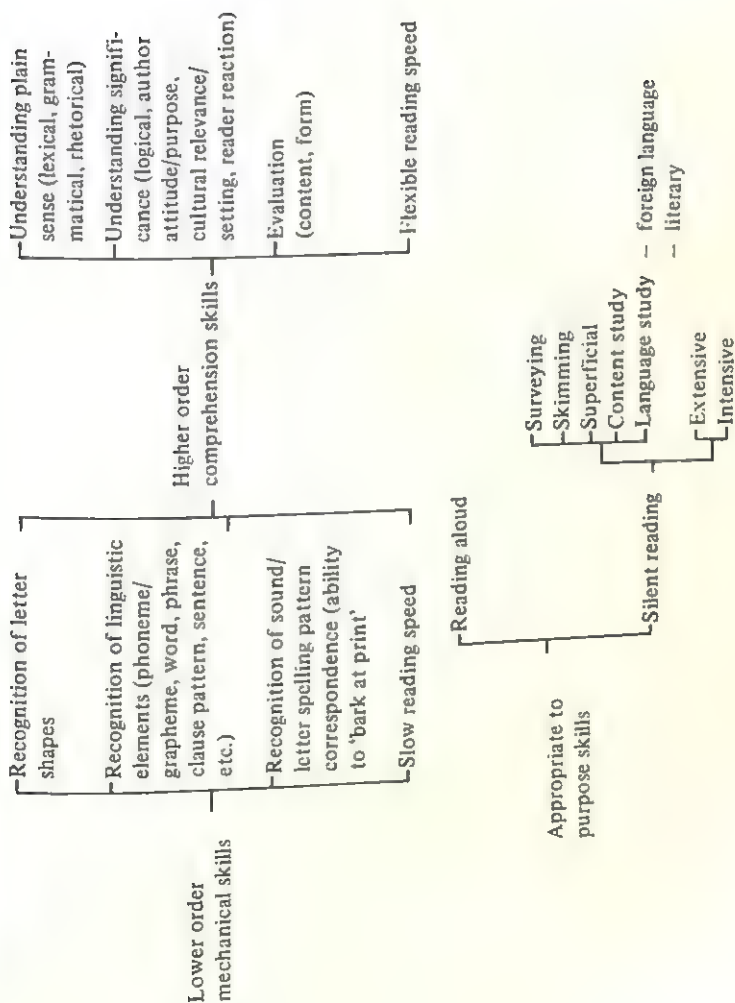 Lower order
mechanical skills
Recognition of letter
shapes
Recognition of linguistic
elements (phoneme/
grapheme, word, phrase,
clause pattern, sentence,
etc.)
Recognition of sound/
letter spelling pattern
correspondence (ability
to ‘bark at print’
Slow reading speed
Higher order
comprehension skills
Understanding plain
sense (lexical, gram-
matical, rhetorical)
Understanding signifi-
cance (logical, author
attitude/purpose,
cultural relevance/
setting, reader reaction)
Evaluation
(content, form)
Flexible reading speed
Appropriate to
purpose skills
Reading aloud
Silent reading
Surveying
Skimming
Superficial
Content study
Language study – foreign language
– literary
Extensive
Intensive